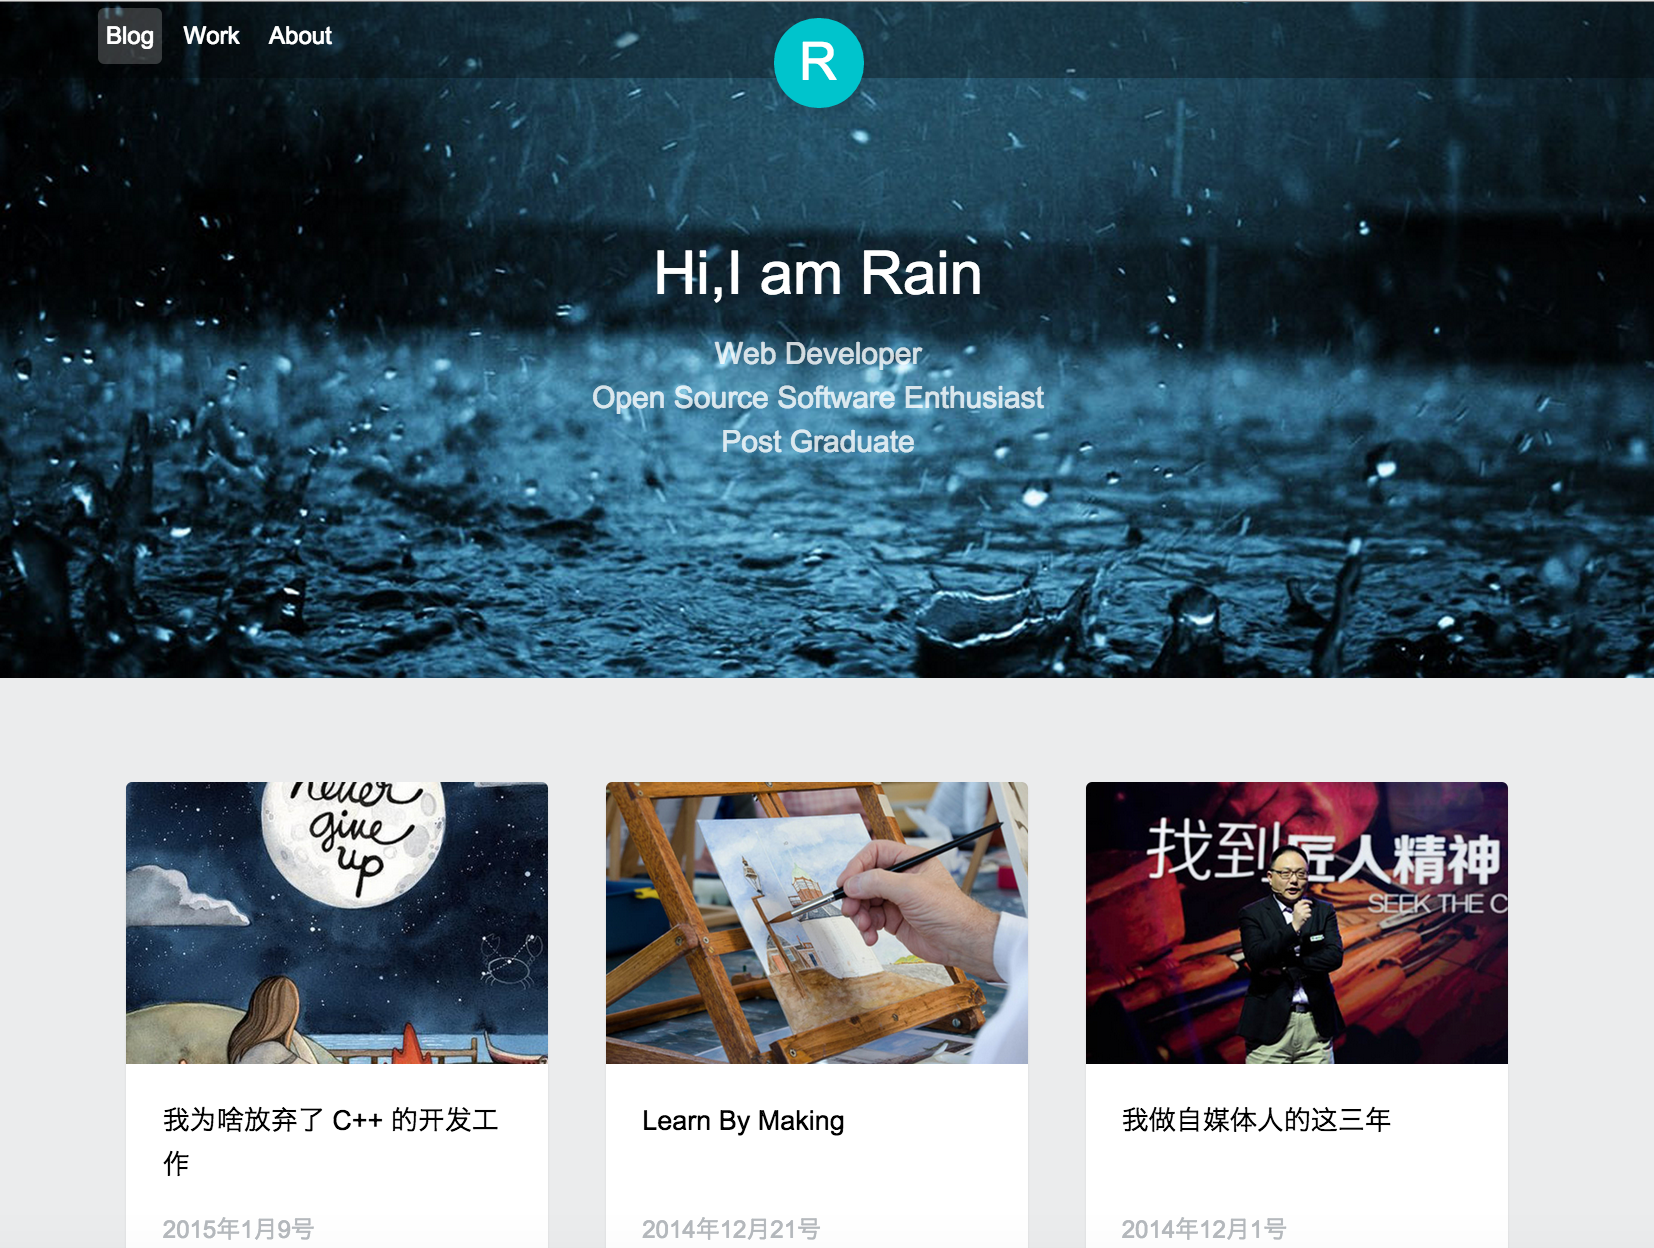 Blog Work About
R
Hi,I am Rain
Web Developer
Open Source Software Enthusiast
Post Graduate
never
give
up
找到匠人精神
SEEK THE C
我为啥放弃了 C++ 的开发工
作
2015年1月9号
Learn By Making
2014年12月21号
我做自媒体人的这三年
2014年12月1号